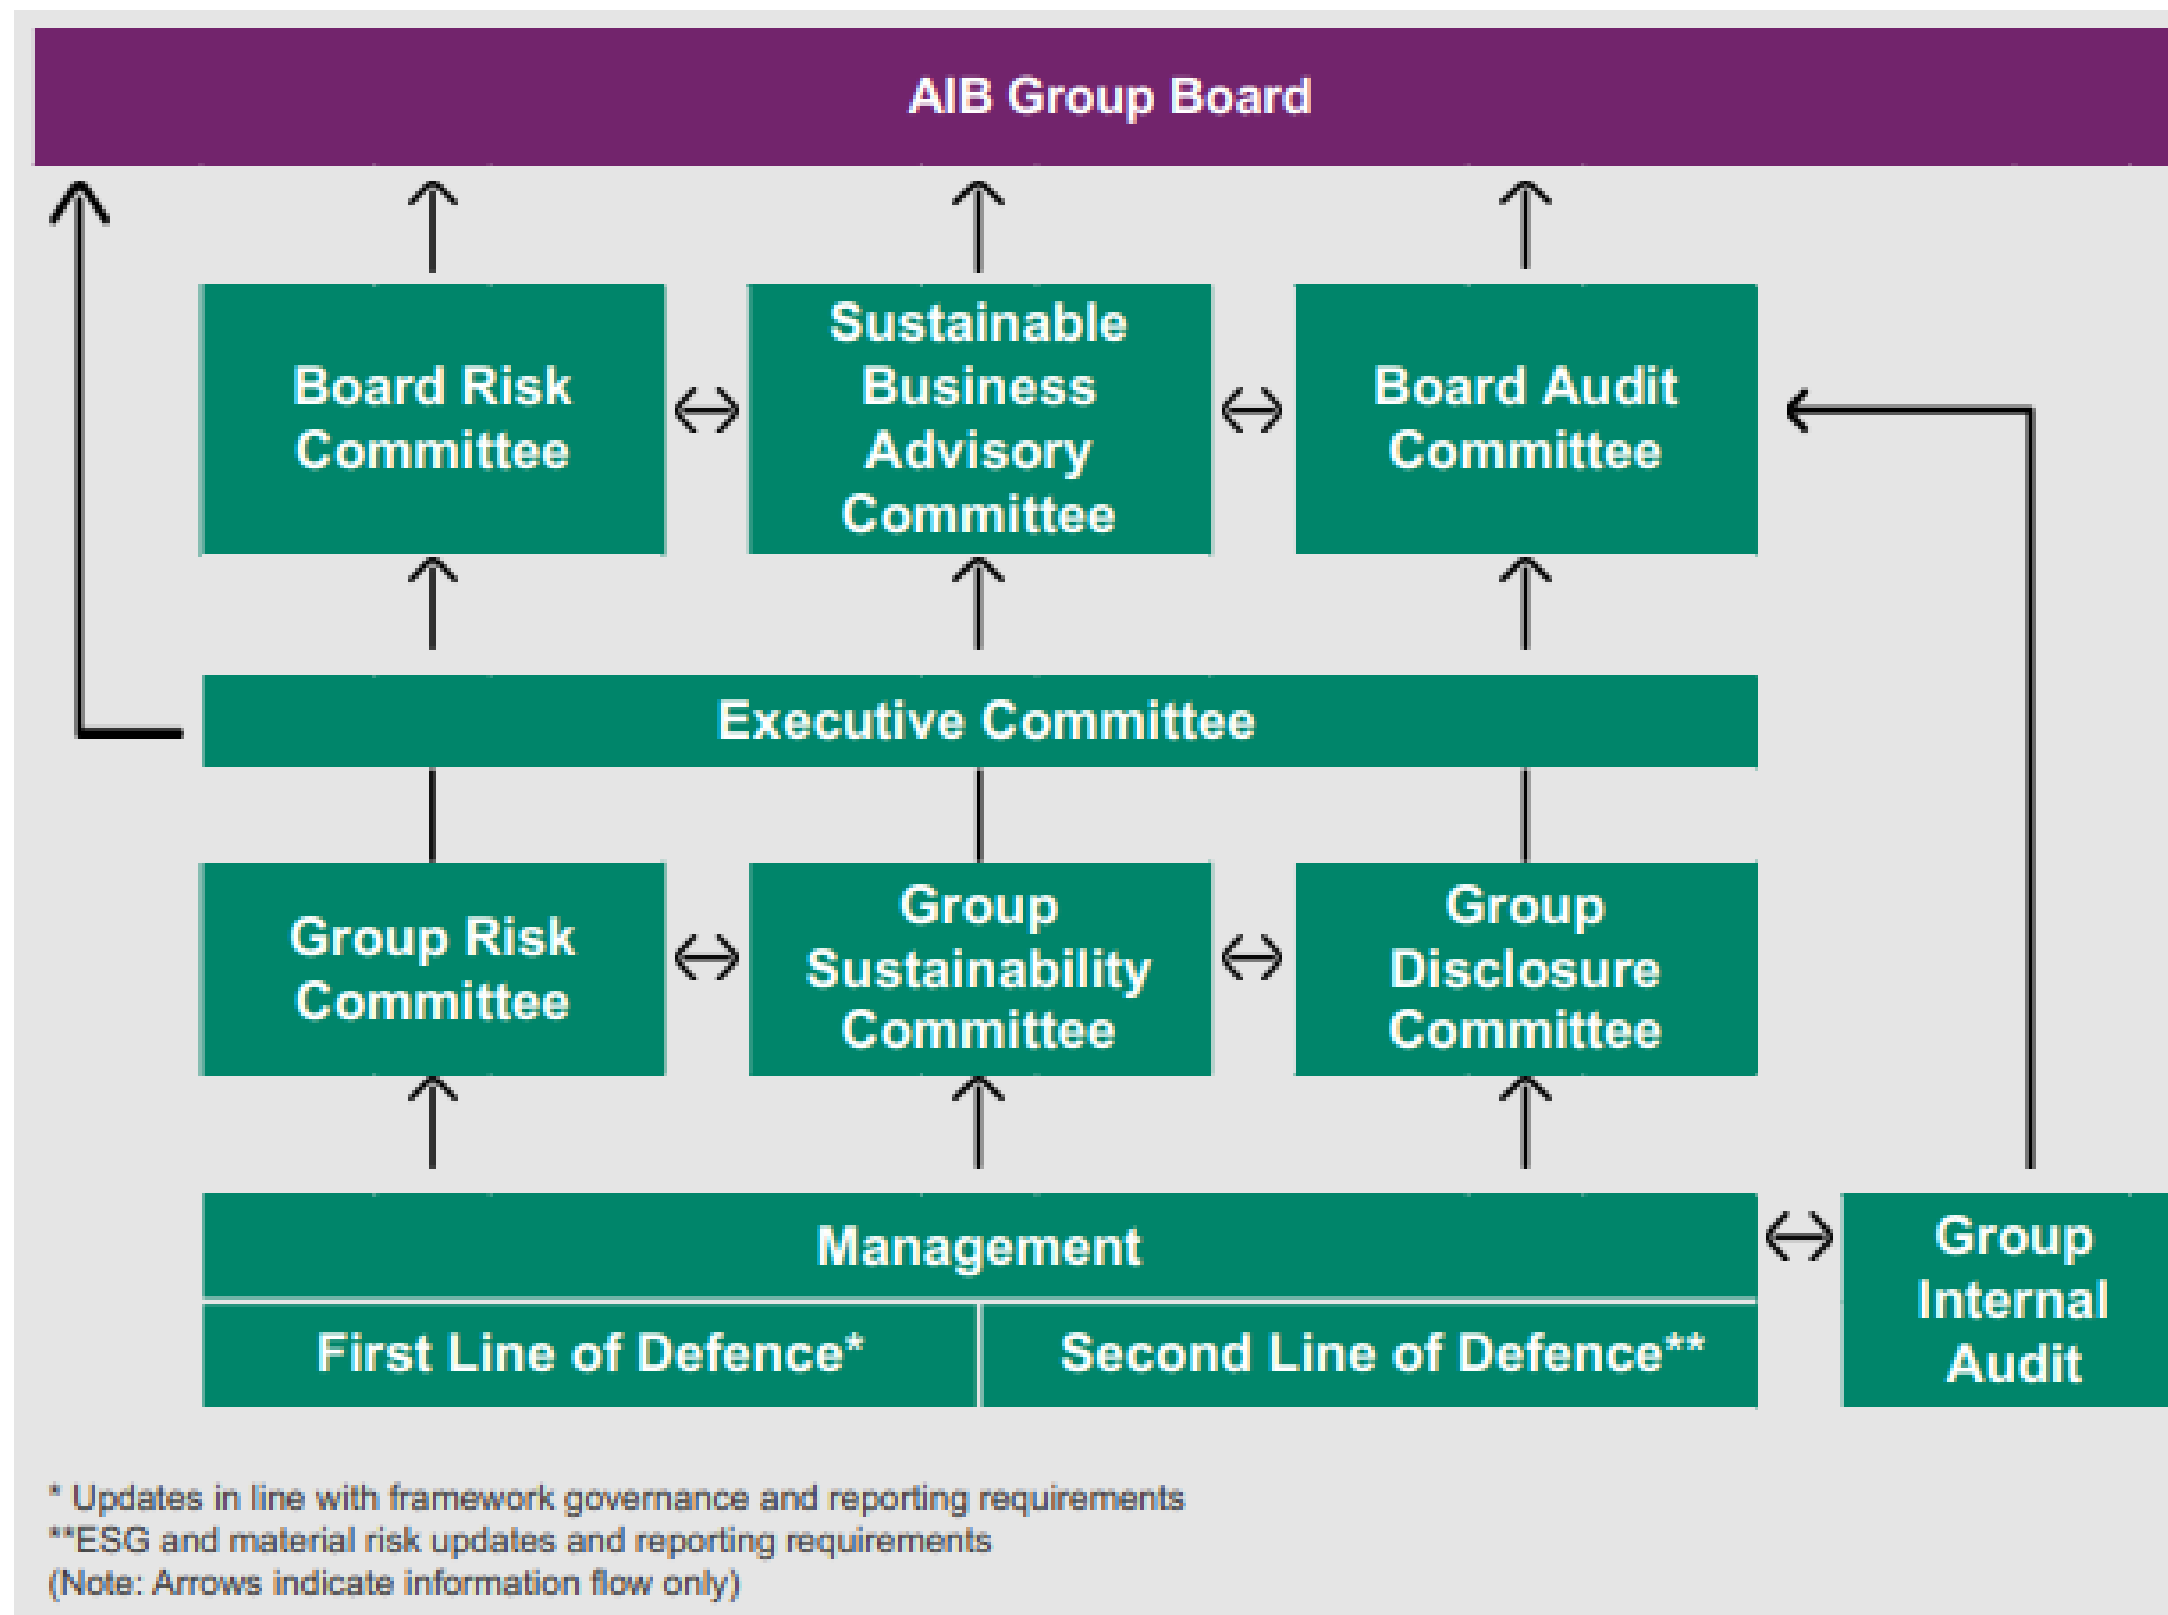 AIB Group Board
Board Risk
Committee
Sustainable
Business
Advisory
Committee
Board Audit
Committee
Executive Committee
Group Risk
Committee
Group
Sustainability
Committee
Group
Disclosure
Committee
Management
First Line of Defence*
Second Line of Defence**
Group
Internal
Audit
* Updates in line with framework governance and reporting requirements
**ESG and material risk updates and reporting requirements
(Note: Arrows indicate information flow only)